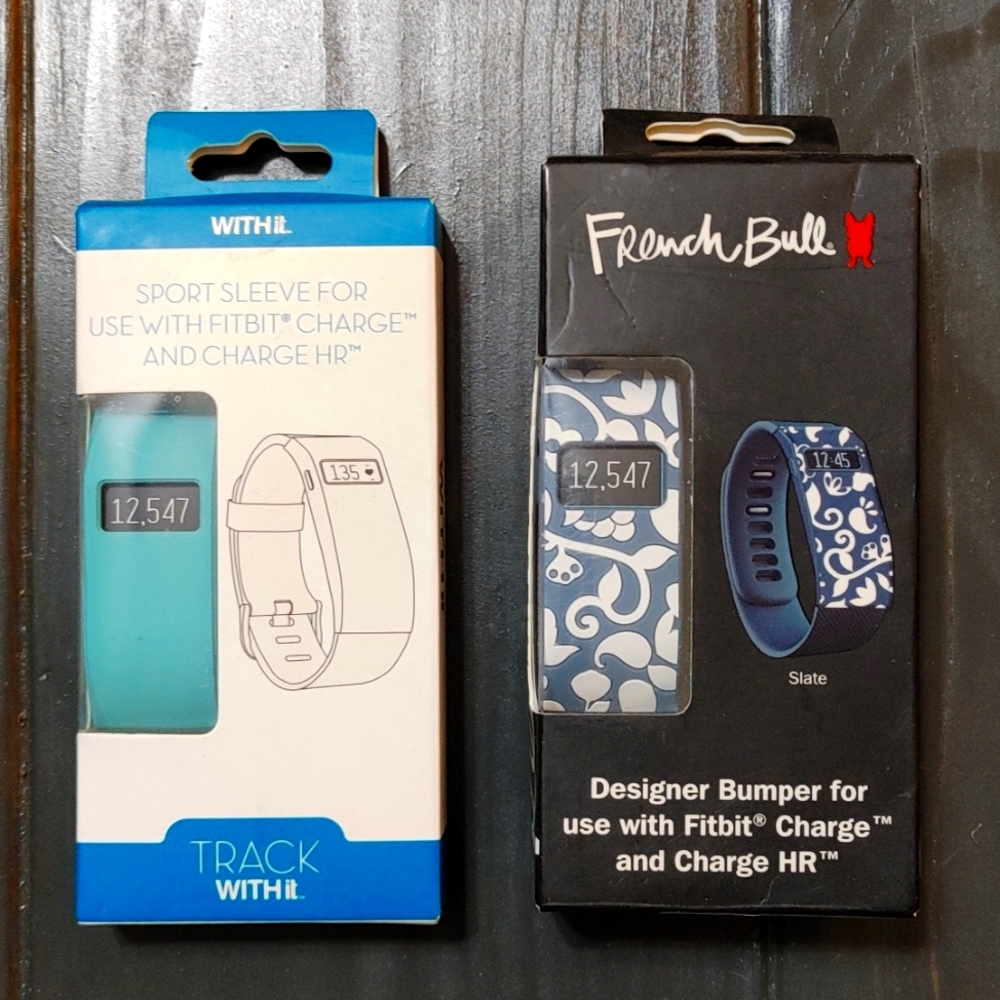 WITHit.
SPORT SLEEVE FOR
USE WITH FITBIT® CHARGE™
AND CHARGE HR™
12,547
135
TRACK
WITHit™
French Bull®
12,547
12:45
Slate
Designer Bumper for
use with Fitbit® Charge™
and Charge HR™